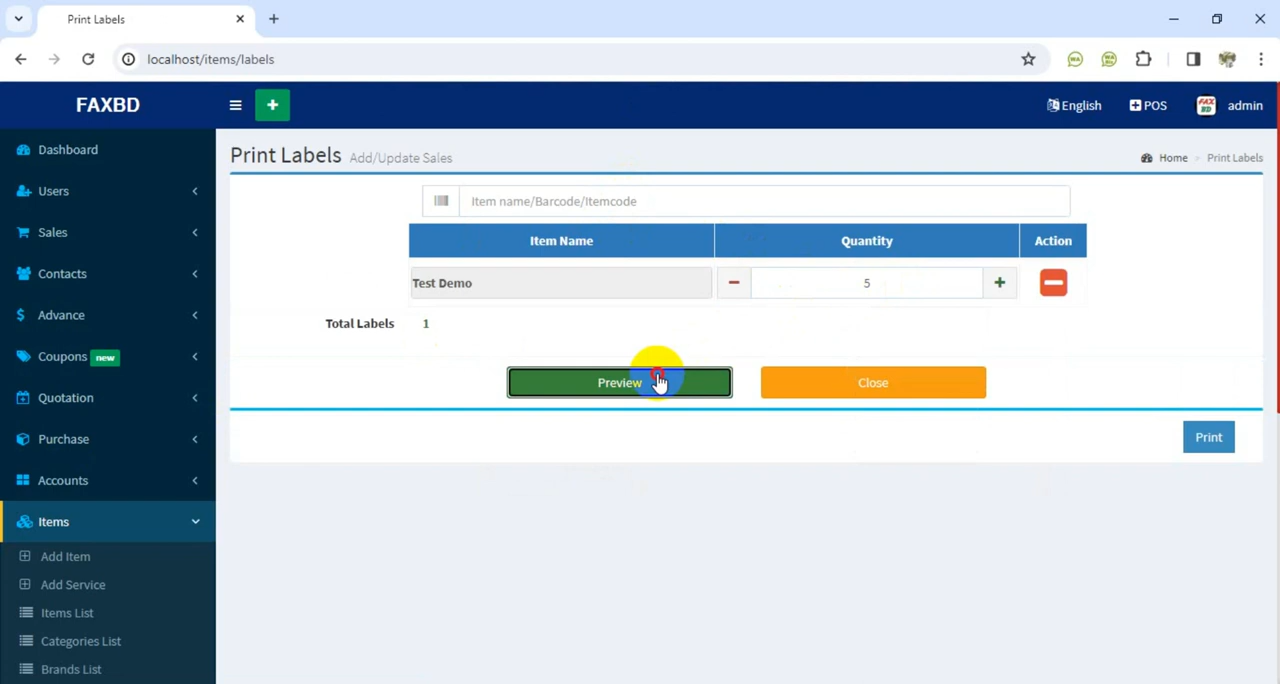 Print Labels
localhost/items/labels
FAXBD
English
POS
admin
Dashboard
Users
Sales
Contacts
Advance
Coupons new
Quotation
Purchase
Accounts
Items
Add Item
Add Service
Items List
Categories List
Brands List
Print Labels Add/Update Sales
Home > Print Labels
Item name/Barcode/Itemcode
Item Name Quantity Action
Test Demo 5
Total Labels 1
Preview Close
Print